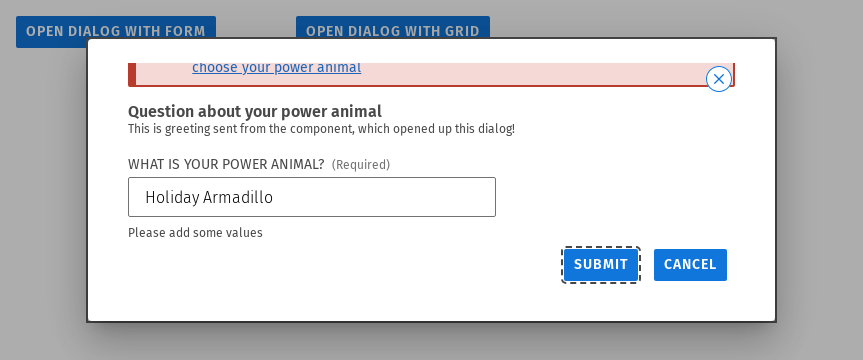 OPEN DIALOG WITH FORM
OPEN DIALOG WITH GRID
choose your power animal
Question about your power animal
This is greeting sent from the component, which opened up this dialog!
WHAT IS YOUR POWER ANIMAL? (Required)
Holiday Armadillo
Please add some values
SUBMIT
CANCEL